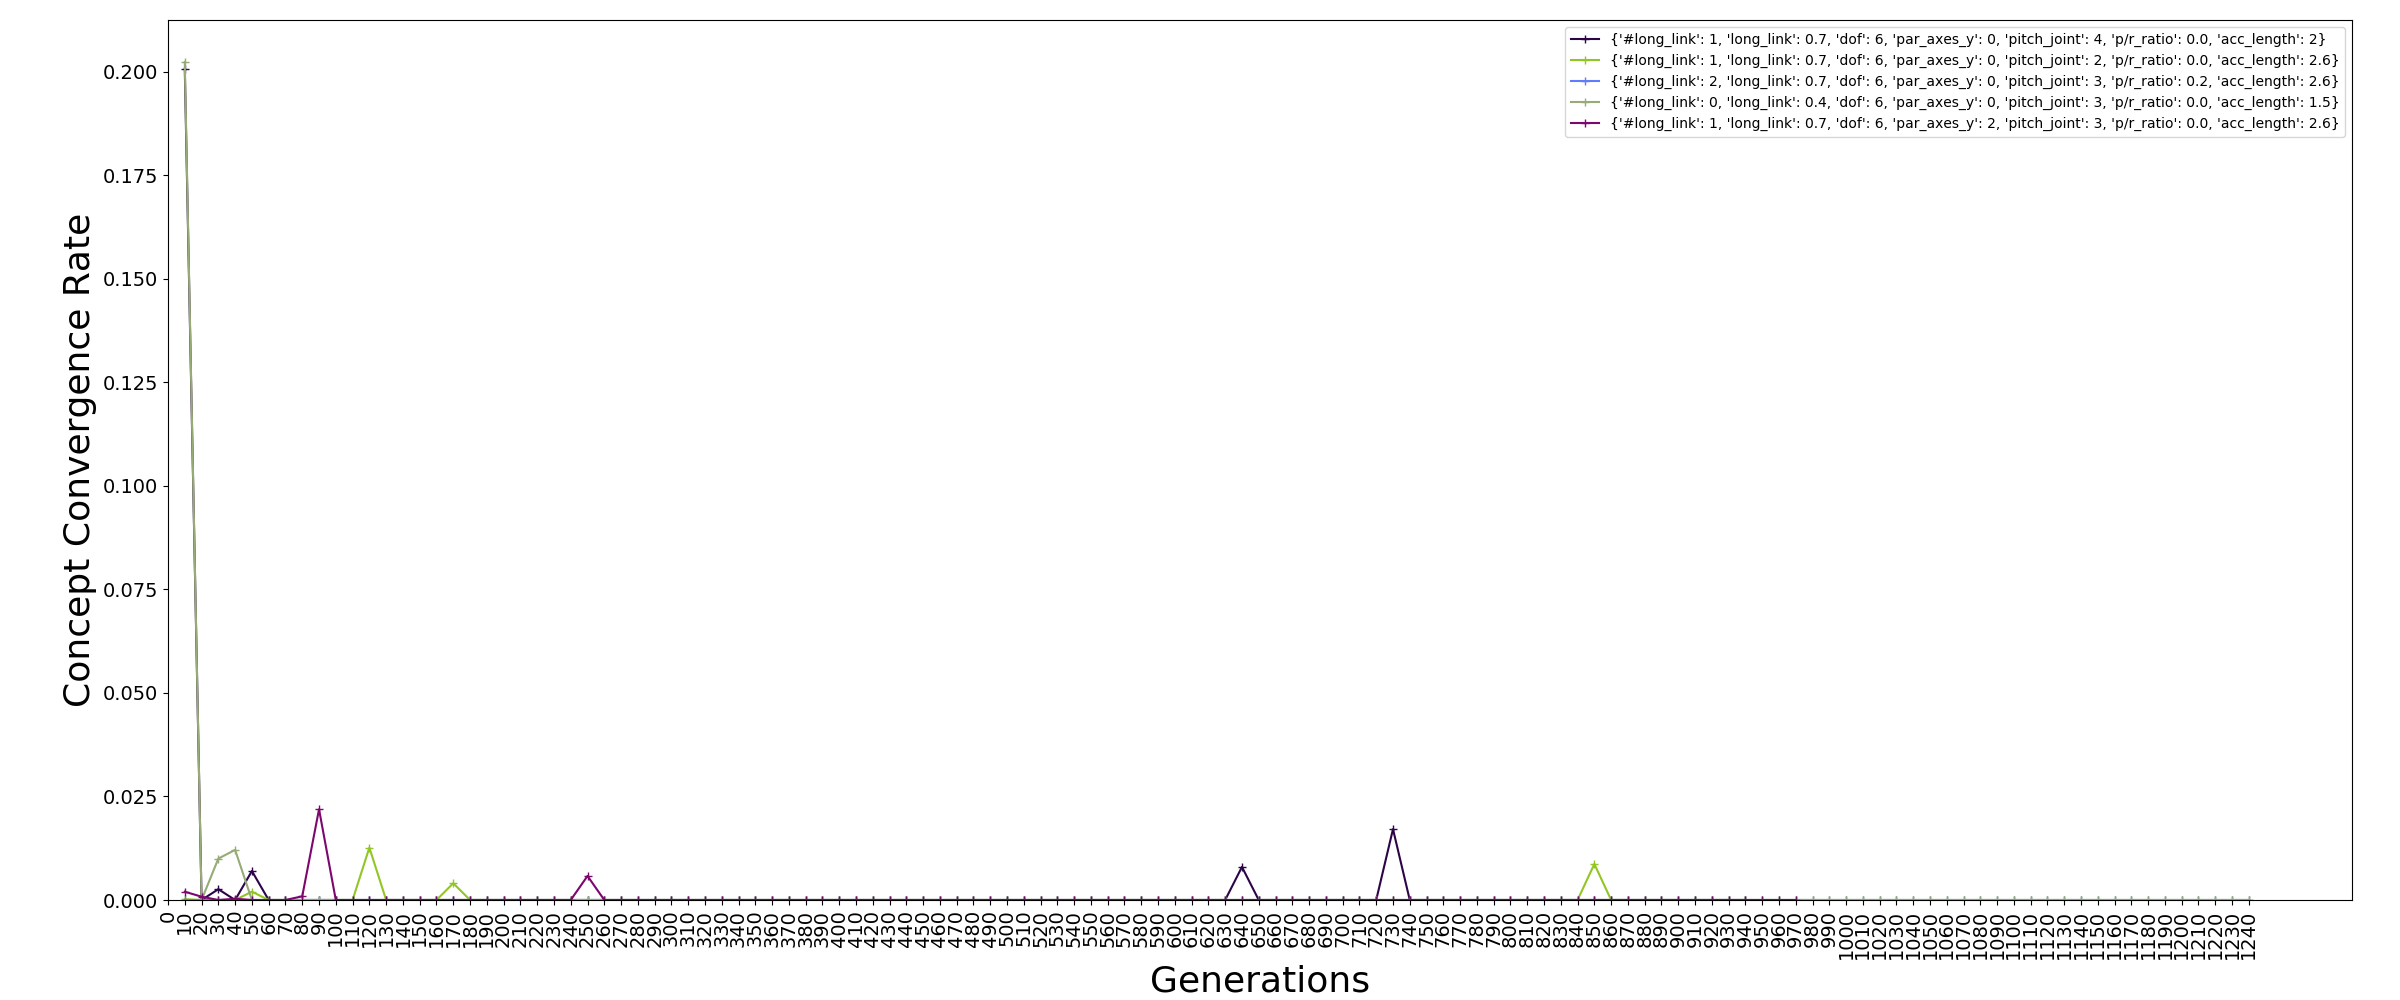 {'#long_link': 1, 'long_link': 0.7, 'dof': 6, 'par_axes_y': 0, 'pitch_joint': 4, 'p/r_ratio': 0.0, 'acc_length': 2}
{'#long_link': 1, 'long_link': 0.7, 'dof': 6, 'par_axes_y': 0, 'pitch_joint': 2, 'p/r_ratio': 0.0, 'acc_length': 2.6}
{'#long_link': 2, 'long_link': 0.7, 'dof': 6, 'par_axes_y': 0, 'pitch_joint': 3, 'p/r_ratio': 0.2, 'acc_length': 2.6}
{'#long_link': 0, 'long_link': 0.4, 'dof': 6, 'par_axes_y': 0, 'pitch_joint': 3, 'p/r_ratio': 0.0, 'acc_length': 1.5}
{'#long_link': 1, 'long_link': 0.7, 'dof': 6, 'par_axes_y': 2, 'pitch_joint': 3, 'p/r_ratio': 0.0, 'acc_length': 2.6}
Concept Convergence Rate
0.200
0.175
0.150
0.125
0.100
0.075
0.050
0.025
0.000
0 10 20 30 40 50 60 70 80 90 100 110 120 130 140 150 160 170 180 190 200 210 220 230 240 250 260 270 280 290 300 310 320 330 340 350 360 370 380 390 400 410 420 430 440 450 460 470 480 490 500 510 520 530 540 550 560 570 580 590 600 610 620 630 640 650 660 670 680 690 700 710 720 730 740 750 760 770 780 790 800 810 820 830 840 850 860 870 880 890 900 910 920 930 940 950 960 970 980 990 1000 1010 1020 1030 1040 1050 1060 1070 1080 1090 1100 1110 1120 1130 1140 1150 1160 1170 1180 1190 1200 1210 1220 1230 1240
Generations